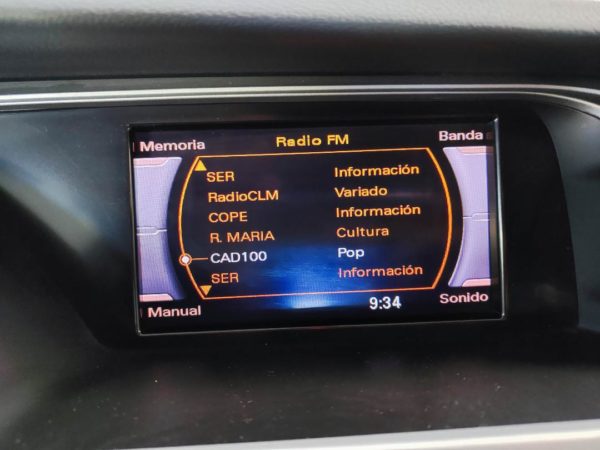 Memoria Radio FM Banda
SER Información
RadioCLM Variado
COPE Información
R. MARIA Cultura
CAD100 Pop
SER Información
Manual 9:34 Sonido